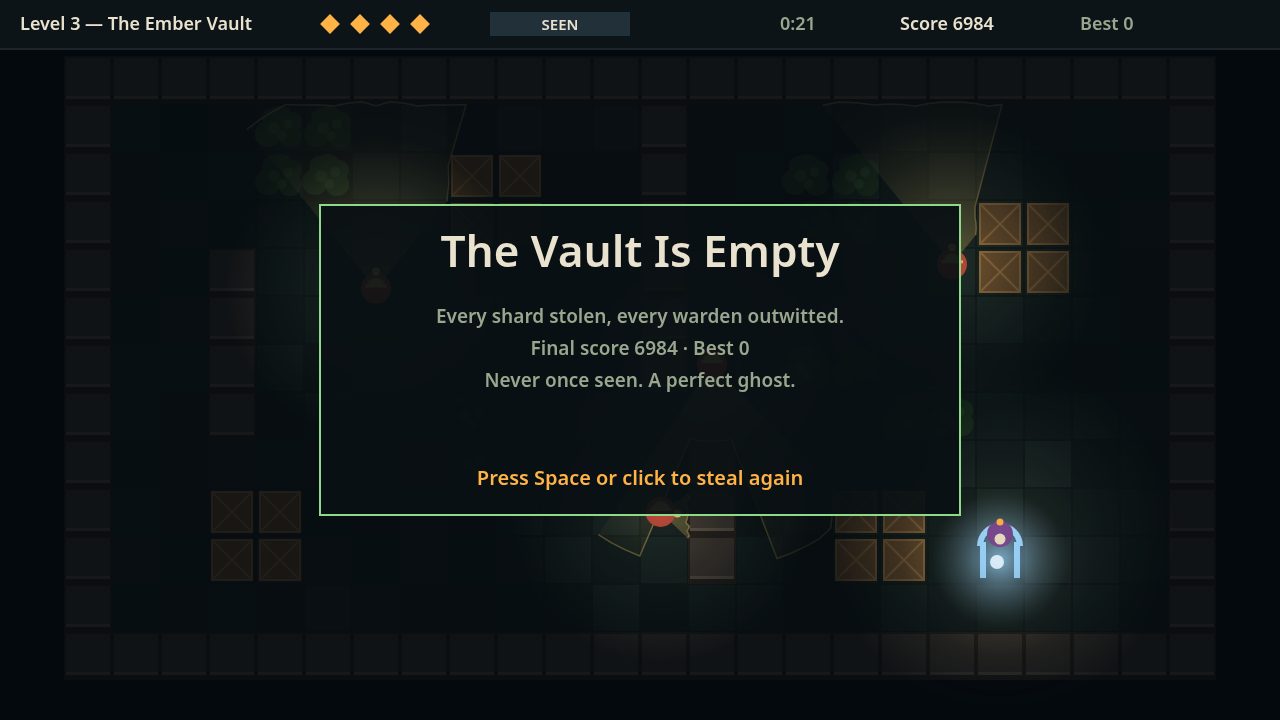 Level 3 — The Ember Vault
SEEN
0:21
Score 6984
Best 0
The Vault Is Empty
Every shard stolen, every warden outwitted.
Final score 6984 · Best 0
Never once seen. A perfect ghost.
Press Space or click to steal again